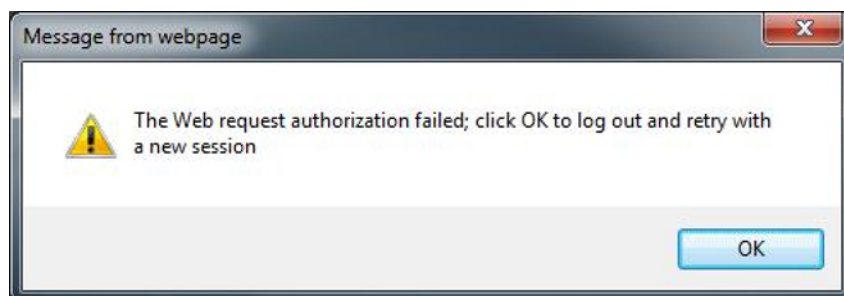 Message from webpage
The Web request authorization failed; click OK to log out and retry with
a new session
OK